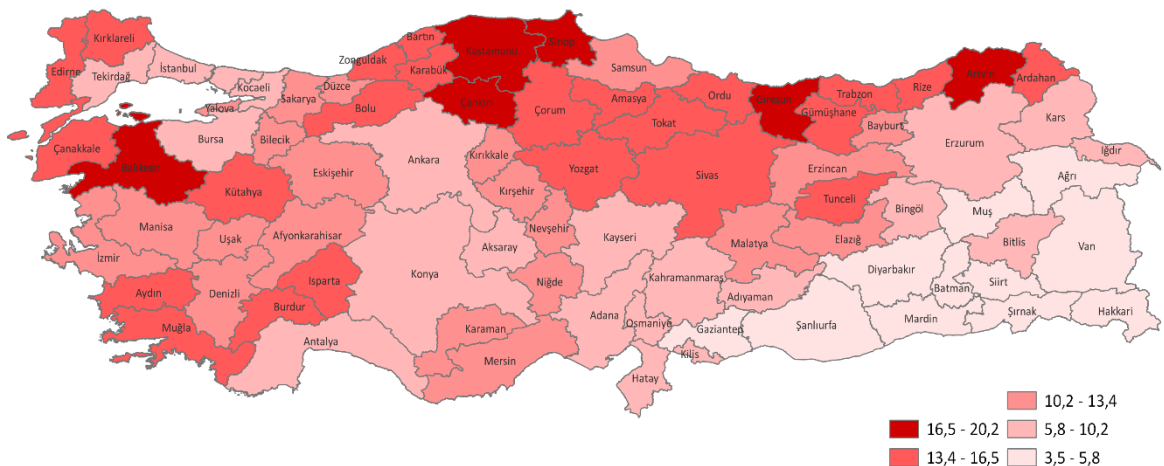 Kırklareli
Edirne
Tekirdağ
İstanbul
Kocaeli
Yalova
Sakarya
Düzce
Zonguldak
Bartın
Karabük
Kastamonu
Sinop
Samsun
Bolu
Çankırı
Çorum
Amasya
Ordu
Tokat
Giresun
Gümüşhane
Trabzon
Rize
Artvin
Ardahan
Bayburt
Kars
Iğdır
Erzurum
Ağrı
Çanakkale
Balıkesir
Bursa
Bilecik
Kütahya
Eskişehir
Ankara
Kırıkkale
Kırşehir
Yozgat
Sivas
Erzincan
Tunceli
Bingöl
Muş
Bitlis
Van
Manisa
Uşak
Afyonkarahisar
İzmir
Aydın
Denizli
Isparta
Burdur
Muğla
Antalya
Konya
Aksaray
Nevşehir
Niğde
Kayseri
Malatya
Elazığ
Kahramanmaraş
Adıyaman
Diyarbakır
Batman
Siirt
Şırnak
Hakkari
Mardin
Şanlıurfa
Gaziantep
Kilis
Osmaniye
Adana
Hatay
Karaman
Mersin
10,2 - 13,4
16,5 - 20,2
5,8 - 10,2
13,4 - 16,5
3,5 - 5,8